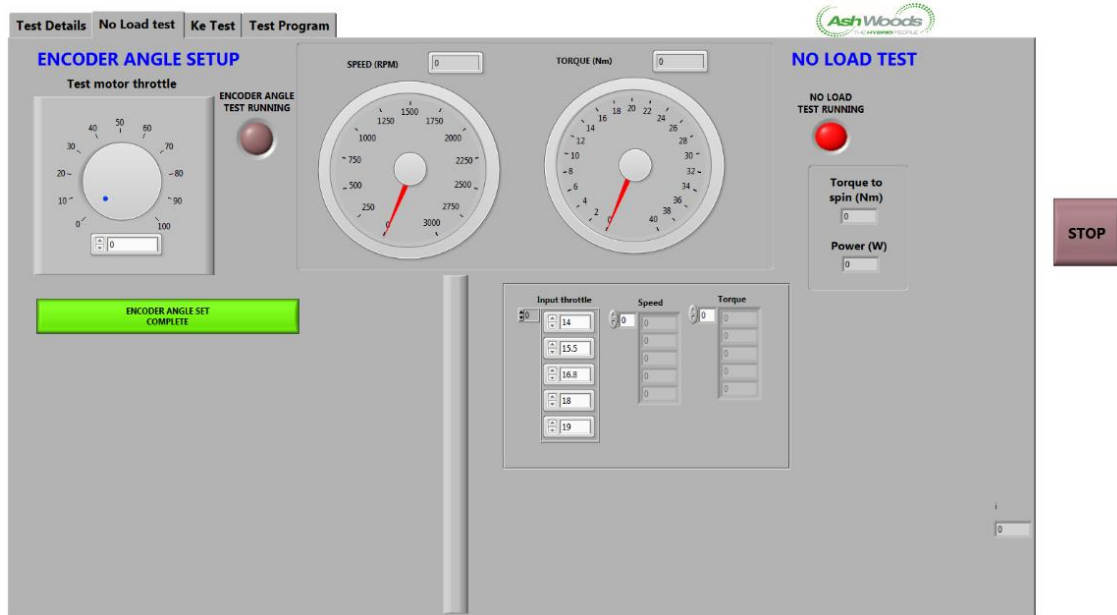 Test Details
No Load test
Ke Test
Test Program
AshWoods
THE HYBRID PEOPLE
ENCODER ANGLE SETUP
Test motor throttle
0
10
20
30
40
50
60
70
80
90
100
0
ENCODER ANGLE
TEST RUNNING
SPEED (RPM)
0
0
250
500
750
1000
1250
1500
1750
2000
2250
2500
2750
3000
TORQUE (Nm)
0
0
2
4
6
8
10
12
14
16
18
20
22
24
26
28
30
32
34
36
38
40
NO LOAD TEST
NO LOAD
TEST RUNNING
Torque to
spin (Nm)
0
Power (W)
0
STOP
ENCODER ANGLE SET
COMPLETE
Input throttle
0
14
15.5
16.8
18
19
Speed
0
0
0
0
0
0
Torque
0
0
0
0
0
0
i
0